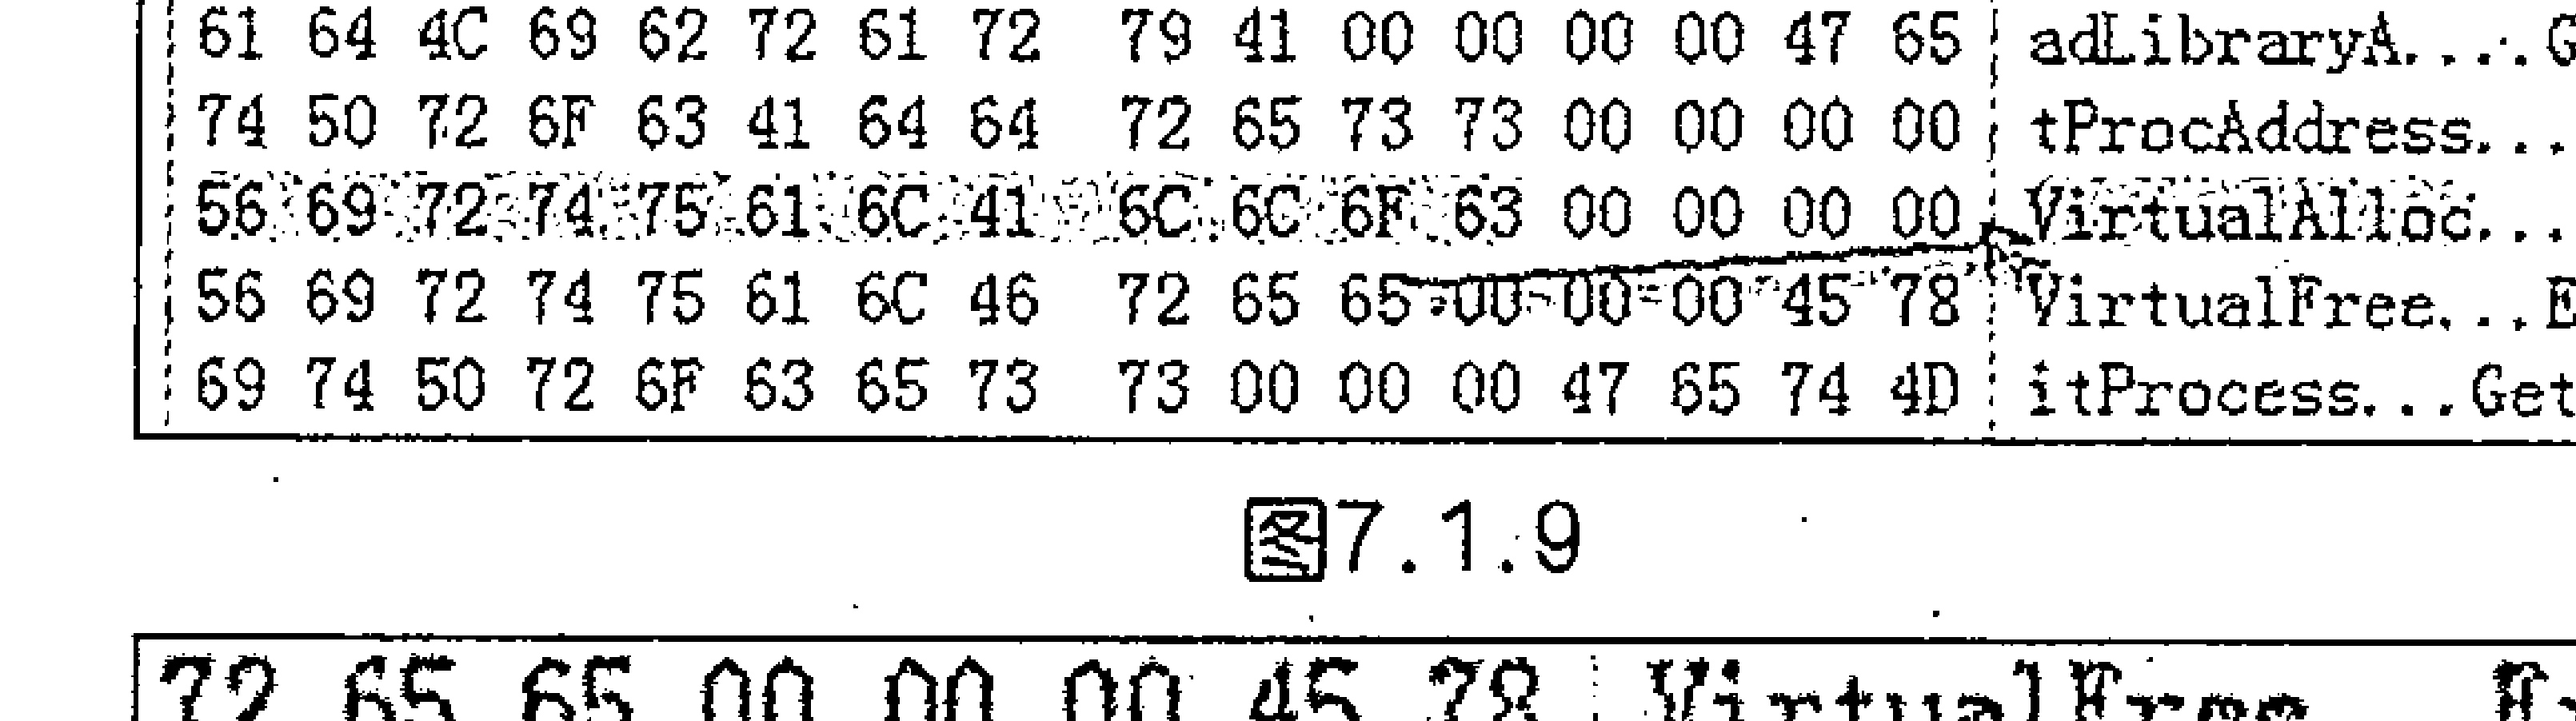 61 64 4C 69 62 72 61 72 79 41 00 00 00 00 47 65 adLibraryA....G
74 50 72 6F 63 41 64 64 72 65 73 73 00 00 00 00 tProcAddress...
56 69 72 74 75 61 6C 41 6C 6C 6F 63 00 00 00 00 VirtualAlloc...
56 69 72 74 75 61 6C 46 72 65 65 00 00 00 45 78 VirtualFree...E
69 74 50 72 6F 63 65 73 73 00 00 00 47 65 74 4D itProcess...Get
图7.1.9
72 65 65 00 00 00 45 78 VirtualFree